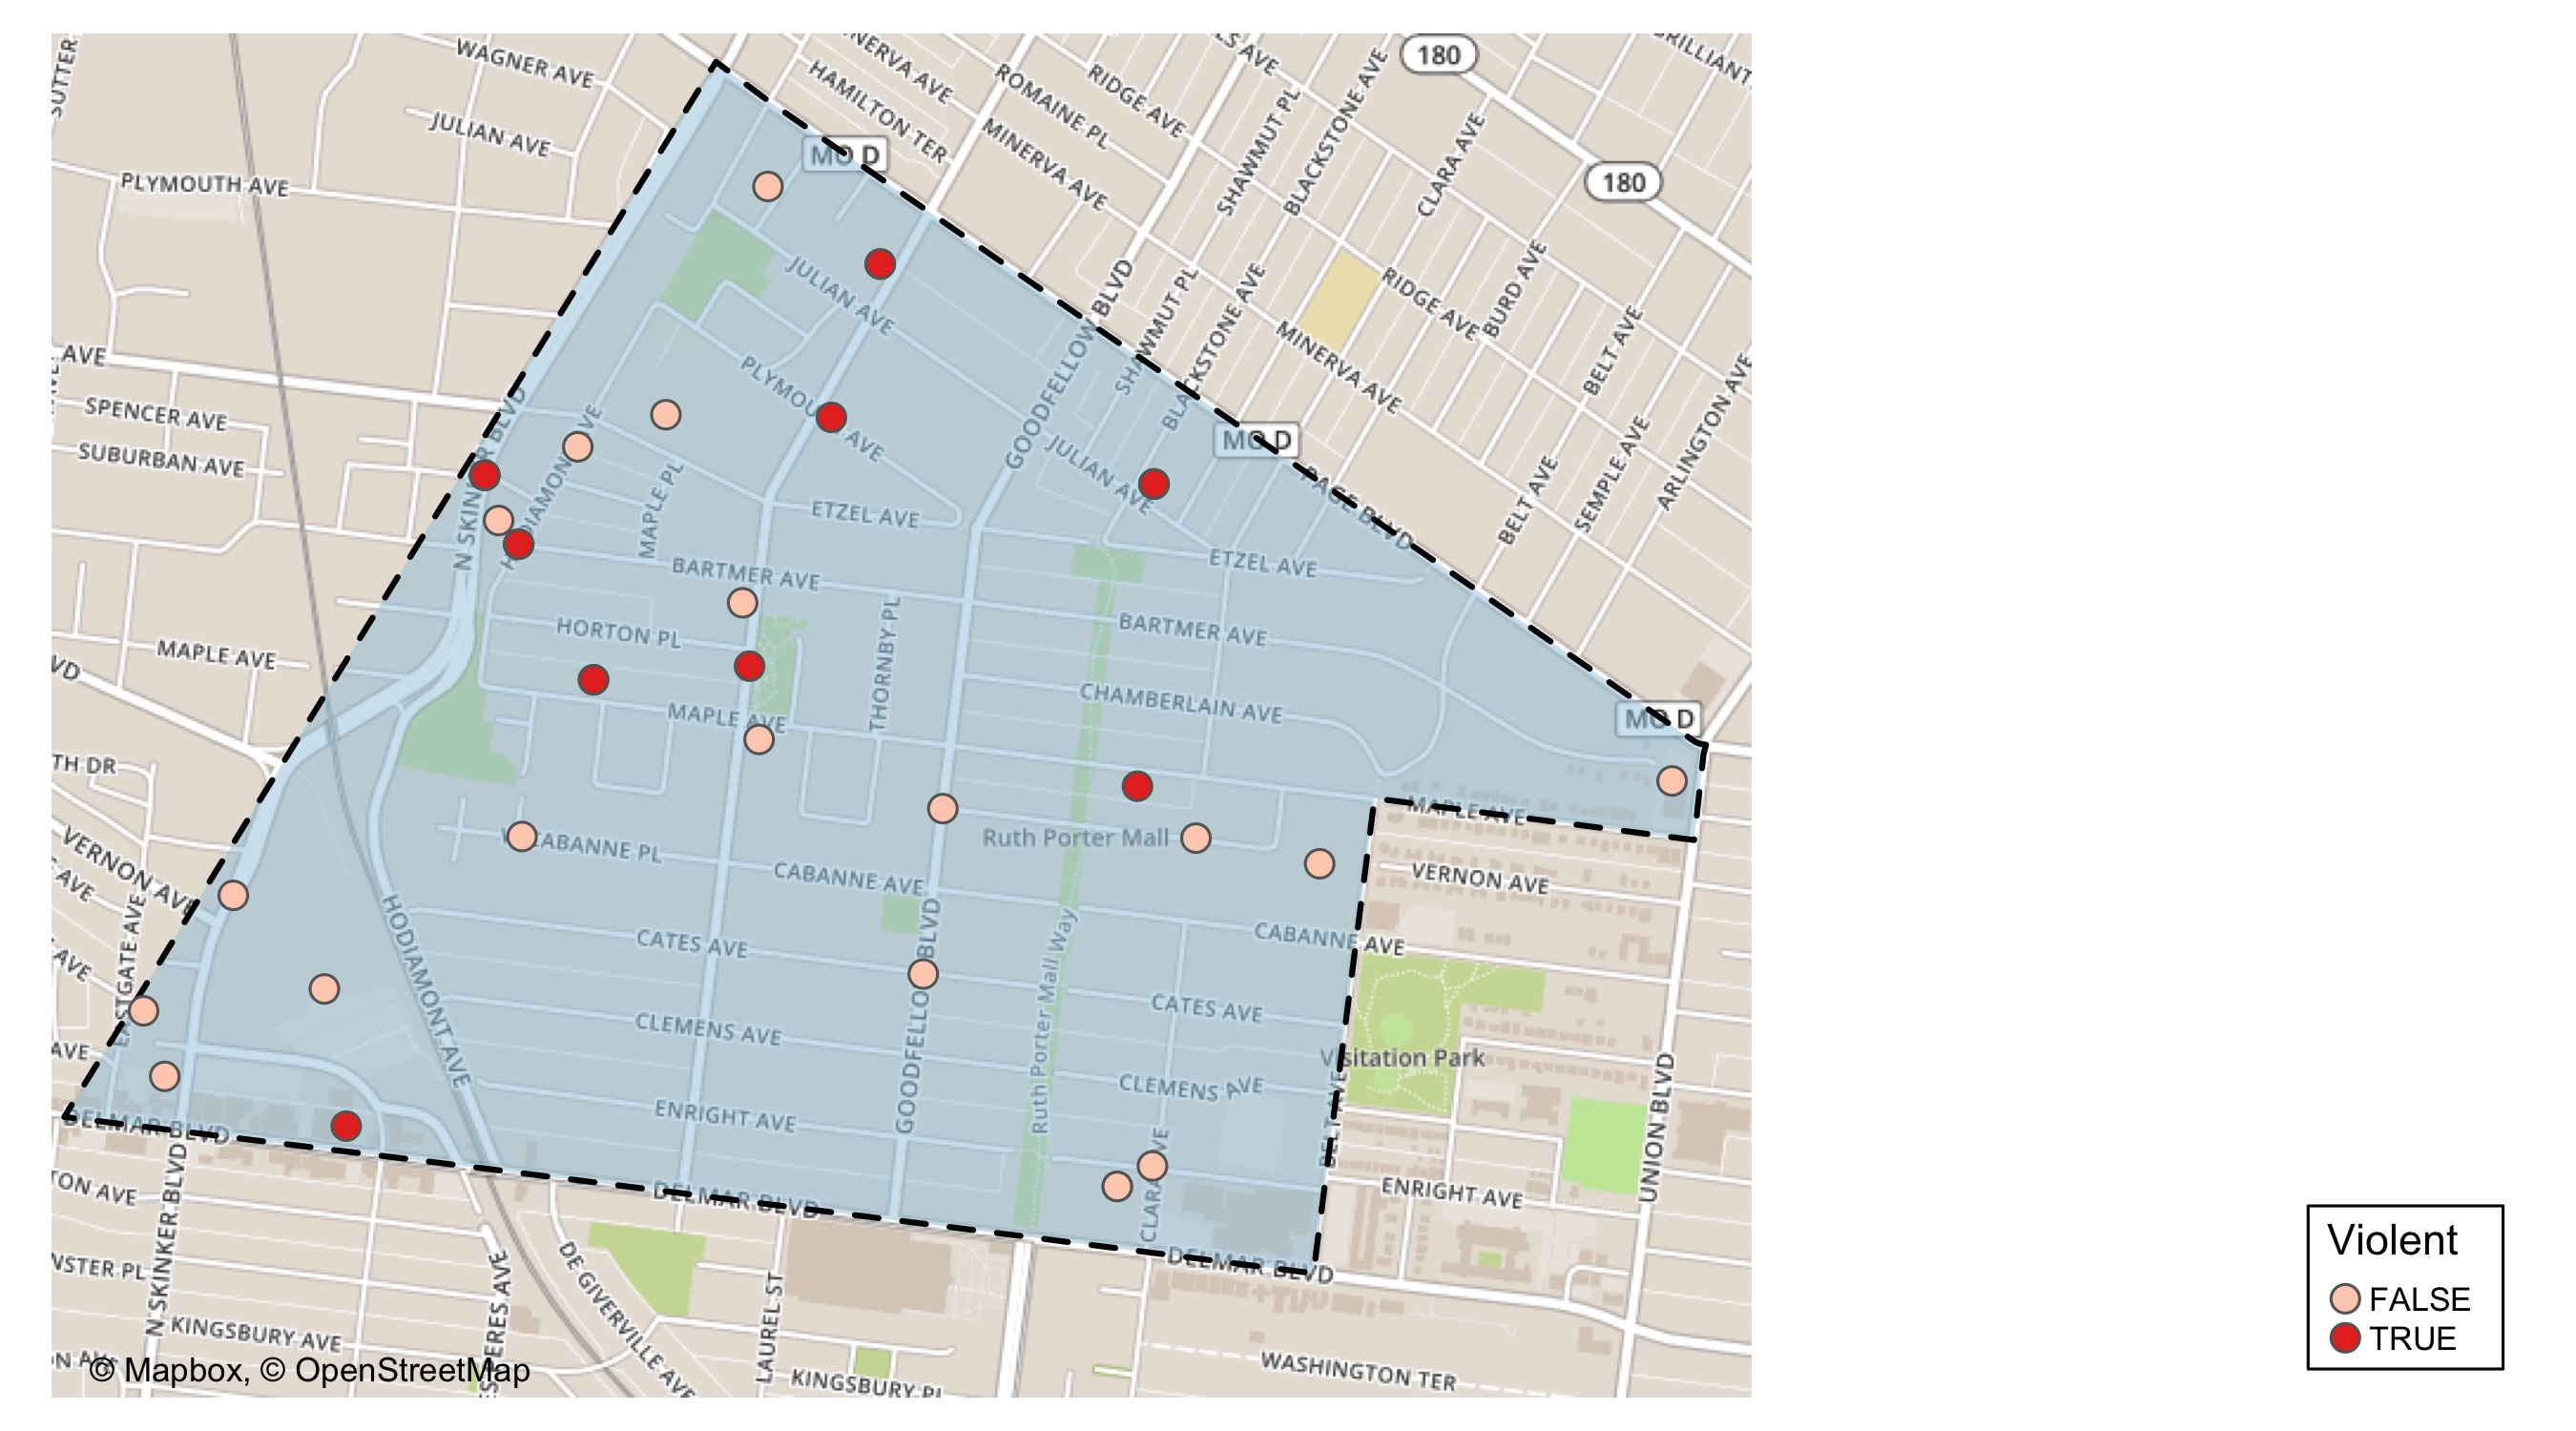 WAGNER AVE
JULIAN AVE
PLYMOUTH AVE
HAMILTON TER
ROMAINE PL
RIDGE AVE
MINERVA AVE
SHAWMUT PL
BLACKSTONE AVE
CLARA AVE
180
180
MO D
JULIAN AVE
GOODFELLOW BLVD
SHAWMUT PL
BLACKSTONE AVE
RIDGE AVE
BURD AVE
MINERVA AVE
BELT AVE
ARLINGTON AVE
AVE
SPENCER AVE
SUBURBAN AVE
MAPLE PL
ETZEL AVE
JULIAN AVE
MO D
PAGE BLVD
BELT AVE
SEMPLE AVE
BARTMER AVE
ETZEL AVE
HORTON PL
BARTMER AVE
MAPLE AVE
THORNBY PL
MAPLE AVE
CHAMBERLAIN AVE
MO D
TH DR
MAPLE AVE
CABANNE PL
Ruth Porter Mall
CABANNE AVE
VERNON AVE
VERNON AVE
CABANNE AVE
HODIAMONT AVE
CATES AVE
CATES AVE
CLEMENS AVE
CLEMENS AVE
Ruth Porter Mall Way
Visitation Park
BELT AVE
UNION BLVD
AVE
ENRIGHT AVE
DELMAR BLVD
CLARA AVE
ENRIGHT AVE
TON AVE
DELMAR BLVD
DELMAR BLVD
N SKINKER BLVD
NSTER PL
KINGSBURY AVE
DE GIVERVILLE AVE
LAUREL ST
KINGSBURY PL
WASHINGTON TER
© Mapbox, © OpenStreetMap
Violent
FALSE
TRUE